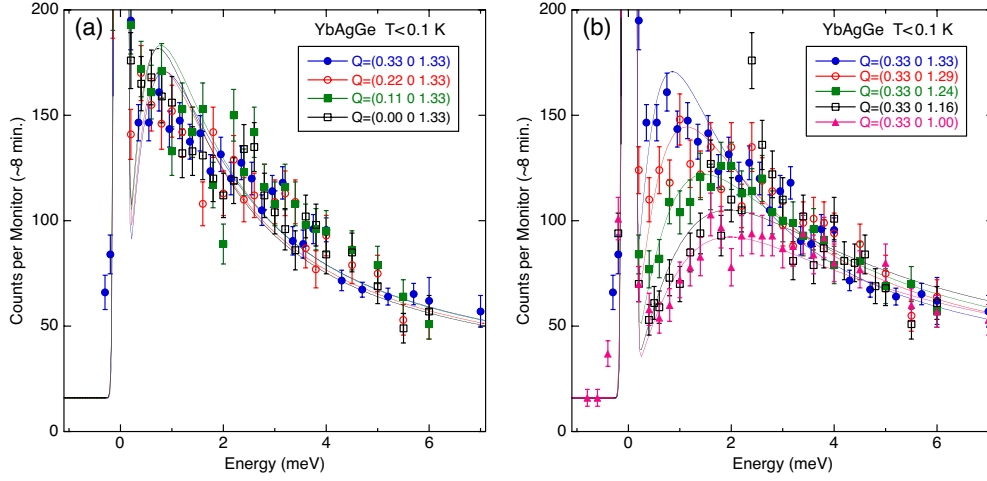 (a)
YbAgGe T<0.1 K
Q=(0.33 0 1.33)
Q=(0.22 0 1.33)
Q=(0.11 0 1.33)
Q=(0.00 0 1.33)
200
150
100
50
0
Counts per Monitor (~8 min.)
0 2 4 6
Energy (meV)
(b)
YbAgGe T<0.1 K
Q=(0.33 0 1.33)
Q=(0.33 0 1.29)
Q=(0.33 0 1.24)
Q=(0.33 0 1.16)
Q=(0.33 0 1.00)
200
150
100
50
0
Counts per Monitor (~8 min.)
0 2 4 6
Energy (meV)